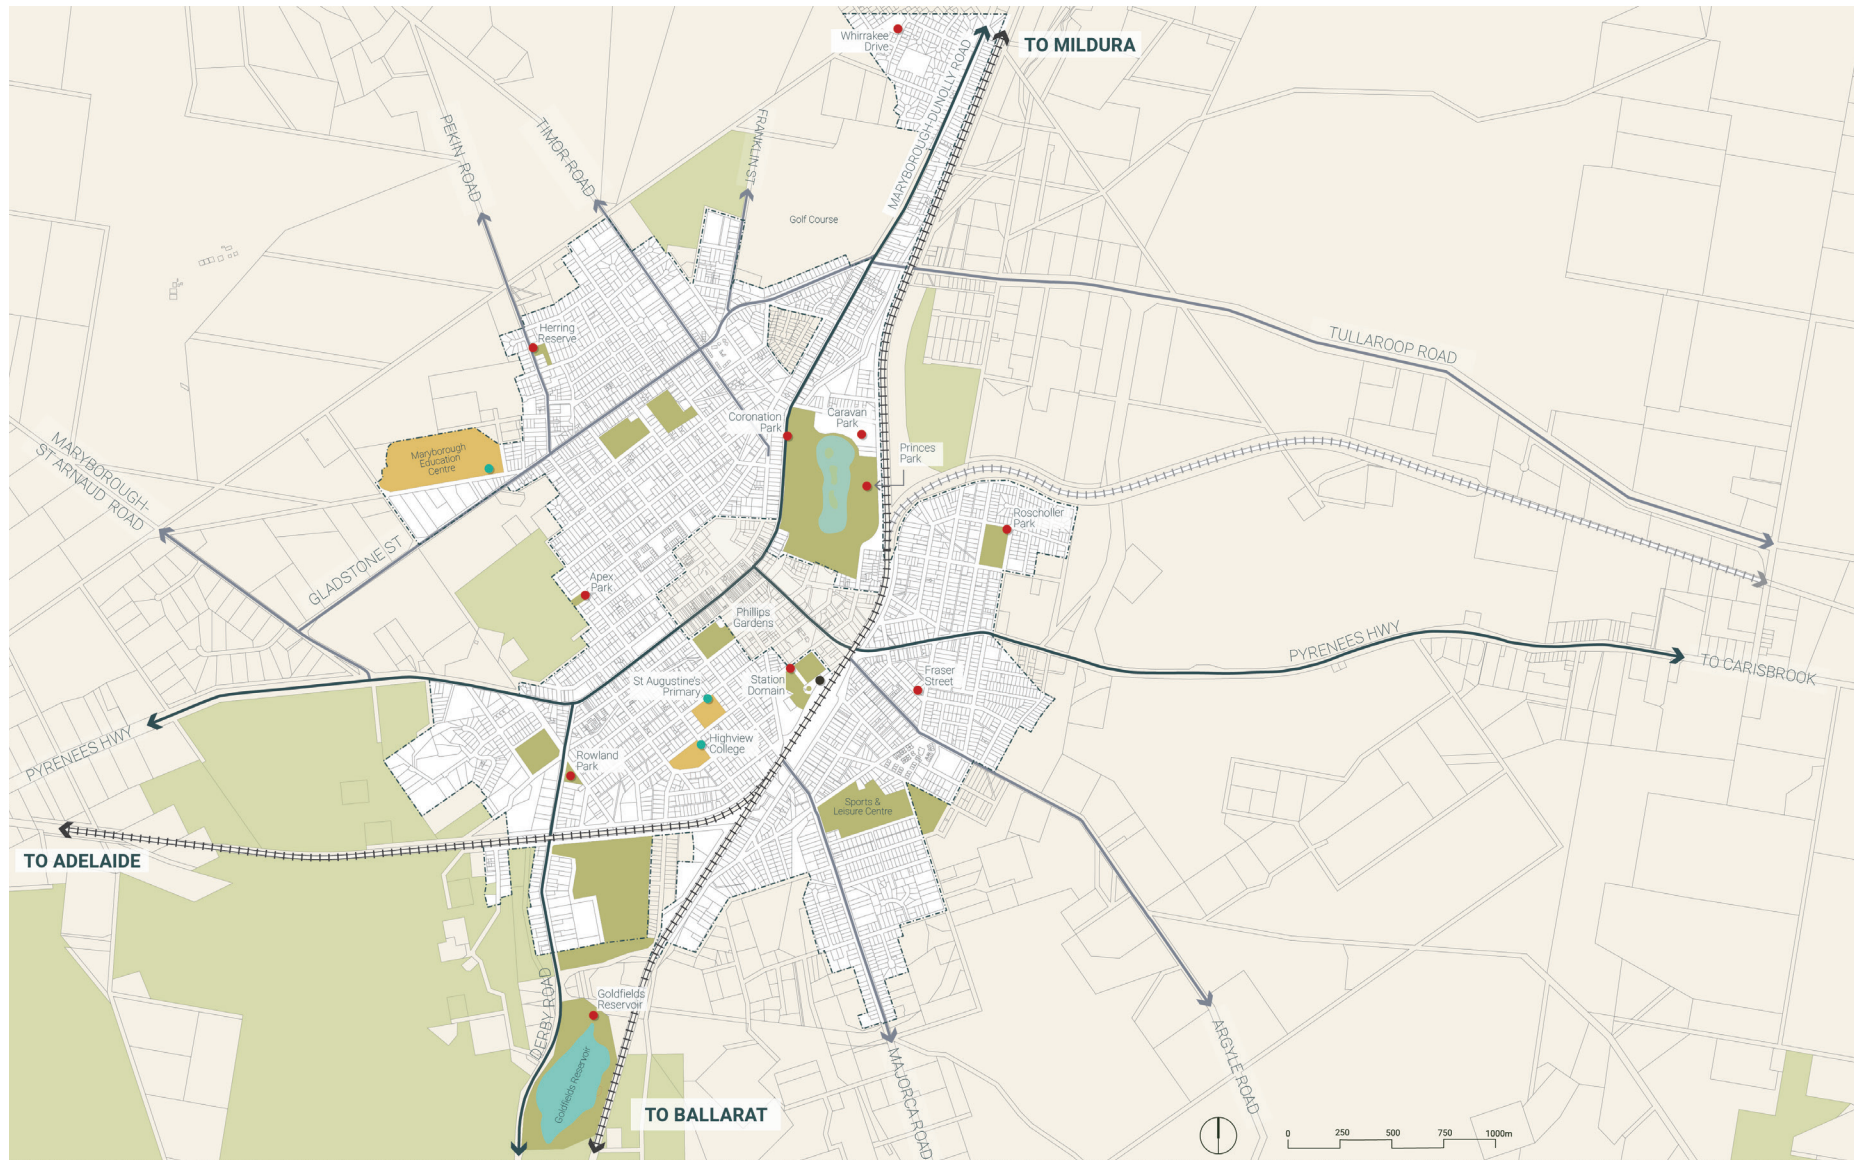 Whirrakee
Drive
TO MILDURA
MARYBOROUGH-DUNOLLY ROAD
PEKIN ROAD
TIMOR ROAD
FRANKLIN ST
Golf Course
Herring
Reserve
TULLAROOP ROAD
Coronation
Park
Caravan
Park
Princes
Park
Maryborough
Education
Centre
MARYBOROUGH-
ST ARNAUD ROAD
Roscholler
Park
GLADSTONE ST
Apex
Park
Phillips
Gardens
PYRENEES HWY
TO CARISBROOK
St Augustine's
Primary
Station
Domain
Fraser
Street
PYRENEES HWY
Highview
College
Rowland
Park
Sports &
Leisure Centre
TO ADELAIDE
DERBY ROAD
Goldfields
Reservoir
Goldfields Reservoir
TO BALLARAT
MAJORCA ROAD
ARGYLE ROAD
0 250 500 750 1000m